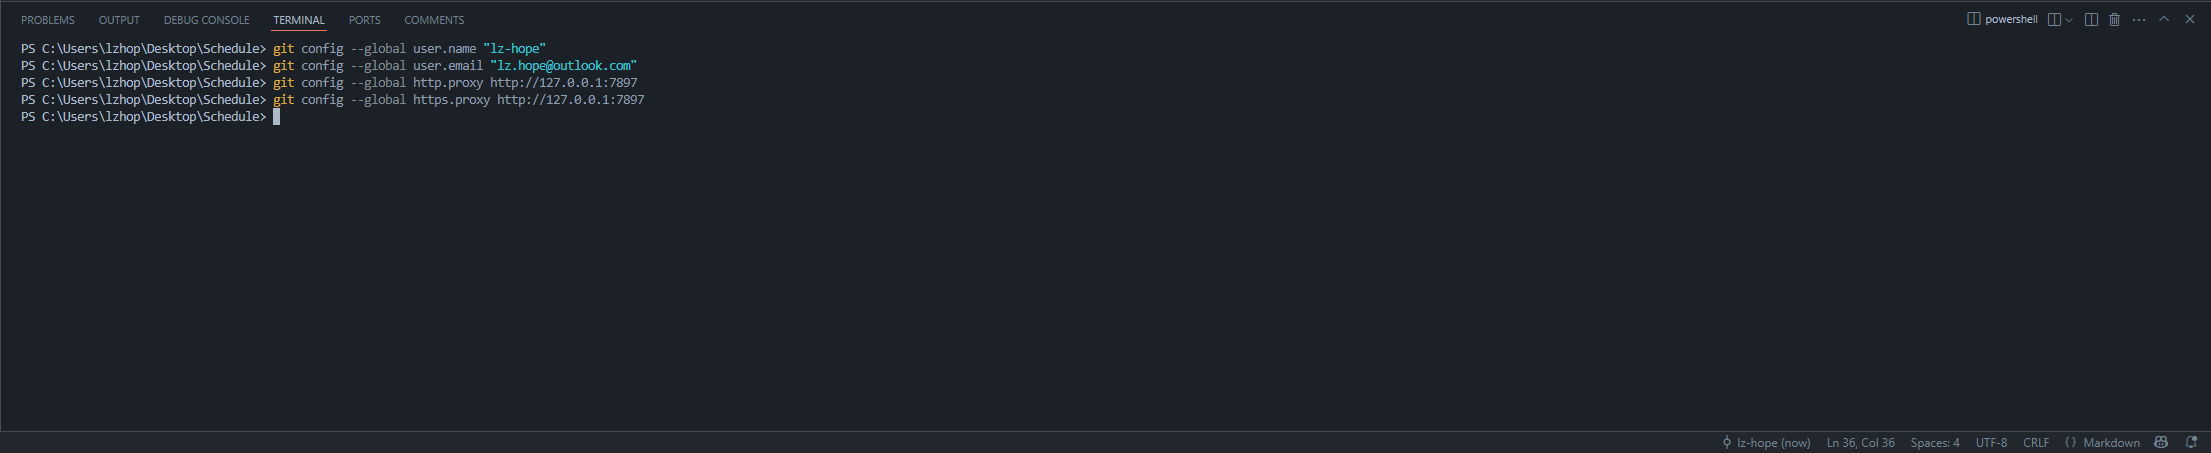 PROBLEMS OUTPUT DEBUG CONSOLE TERMINAL PORTS COMMENTS powershell
PS C:\Users\lzhop\Desktop\Schedule> git config --global user.name "lz-hope"
PS C:\Users\lzhop\Desktop\Schedule> git config --global user.email "lz.hope@outlook.com"
PS C:\Users\lzhop\Desktop\Schedule> git config --global http.proxy http://127.0.0.1:7897
PS C:\Users\lzhop\Desktop\Schedule> git config --global https.proxy http://127.0.0.1:7897
PS C:\Users\lzhop\Desktop\Schedule>
lz-hope (now) Ln 36, Col 36 Spaces: 4 UTF-8 CRLF {} Markdown